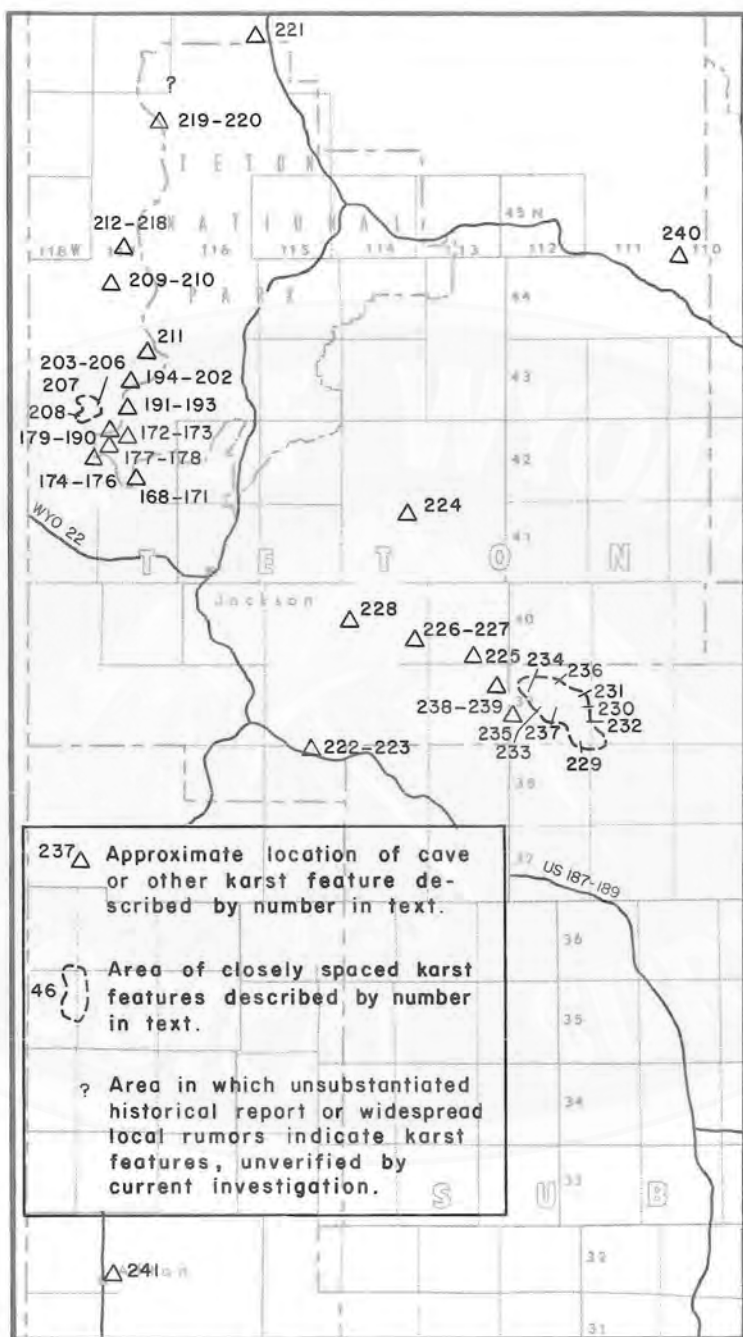 221
?
219-220
TETON
212-218
NATIONAL
45 N
240
118W
117
116
115
114
113
112
111
110
209-210
PARK
44
211
203-206
43
207
194-202
208
191-193
179-190
172-173
177-178
42
174-176
168-171
224
WYO 22
41
TETON
Jackson
228
40
226-227
225
234
236
231
238-239
39
230
235
237
232
233
222-223
229
38
237 Approximate location of cave
or other karst feature de-
scribed by number in text.
37
US 187-189
36
46 Area of closely spaced karst
features described by number
in text.
35
? Area in which unsubstantiated
historical report or widespread
local rumors indicate karst
features, unverified by
current investigation.
34
33
SUB
32
241
31